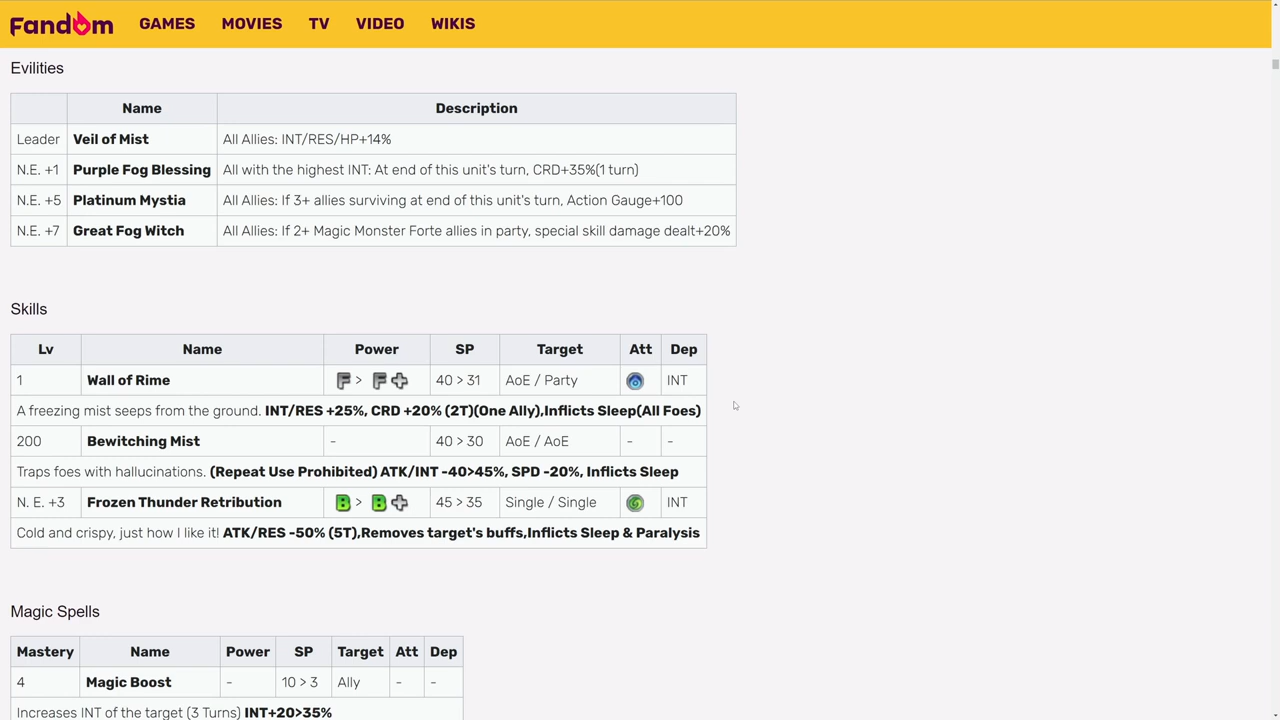 Fandom GAMES MOVIES TV VIDEO WIKIS
Evilities
Name Description
Leader Veil of Mist All Allies: INT/RES/HP+14%
N.E. +1 Purple Fog Blessing All with the highest INT: At end of this unit's turn, CRD+35%(1 turn)
N.E. +5 Platinum Mystia All Allies: If 3+ allies surviving at end of this unit's turn, Action Gauge+100
N.E. +7 Great Fog Witch All Allies: If 2+ Magic Monster Forte allies in party, special skill damage dealt+20%
Skills
Lv Name Power SP Target Att Dep
1 Wall of Rime F > F+ 40 > 31 AoE / Party INT
A freezing mist seeps from the ground. INT/RES +25%, CRD +20% (2T)(One Ally),Inflicts Sleep(All Foes)
200 Bewitching Mist - 40 > 30 AoE / AoE - -
Traps foes with hallucinations. (Repeat Use Prohibited) ATK/INT -40>45%, SPD -20%, Inflicts Sleep
N. E. +3 Frozen Thunder Retribution B > B+ 45 > 35 Single / Single INT
Cold and crispy, just how I like it! ATK/RES -50% (5T),Removes target's buffs,Inflicts Sleep & Paralysis
Magic Spells
Mastery Name Power SP Target Att Dep
4 Magic Boost - 10 > 3 Ally - -
Increases INT of the target (3 Turns) INT+20>35%